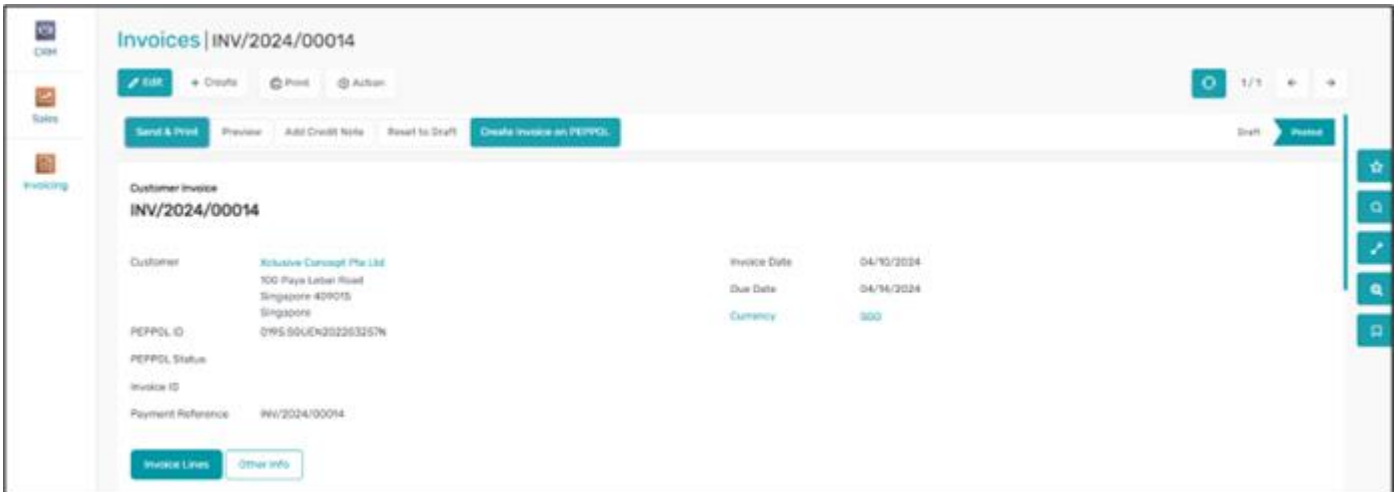 CRM
Sales
Invoicing
Invoices | INV/2024/00014
Edit + Create Print Action 1/1
Send & Print Preview Add Credit Note Reset to Draft Create Invoice on PEPPOL Draft Posted
Customer Invoice
INV/2024/00014
Customer Xclusive Concept Pte Ltd Invoice Date 04/10/2024
100 Paya Lebar Road
Singapore 409015 Due Date 04/14/2024
Singapore Currency SGD
PEPPOL ID 0195:SGUEN202203257N
PEPPOL Status
Invoice ID
Payment Reference INV/2024/00014
Invoice Lines Other Info